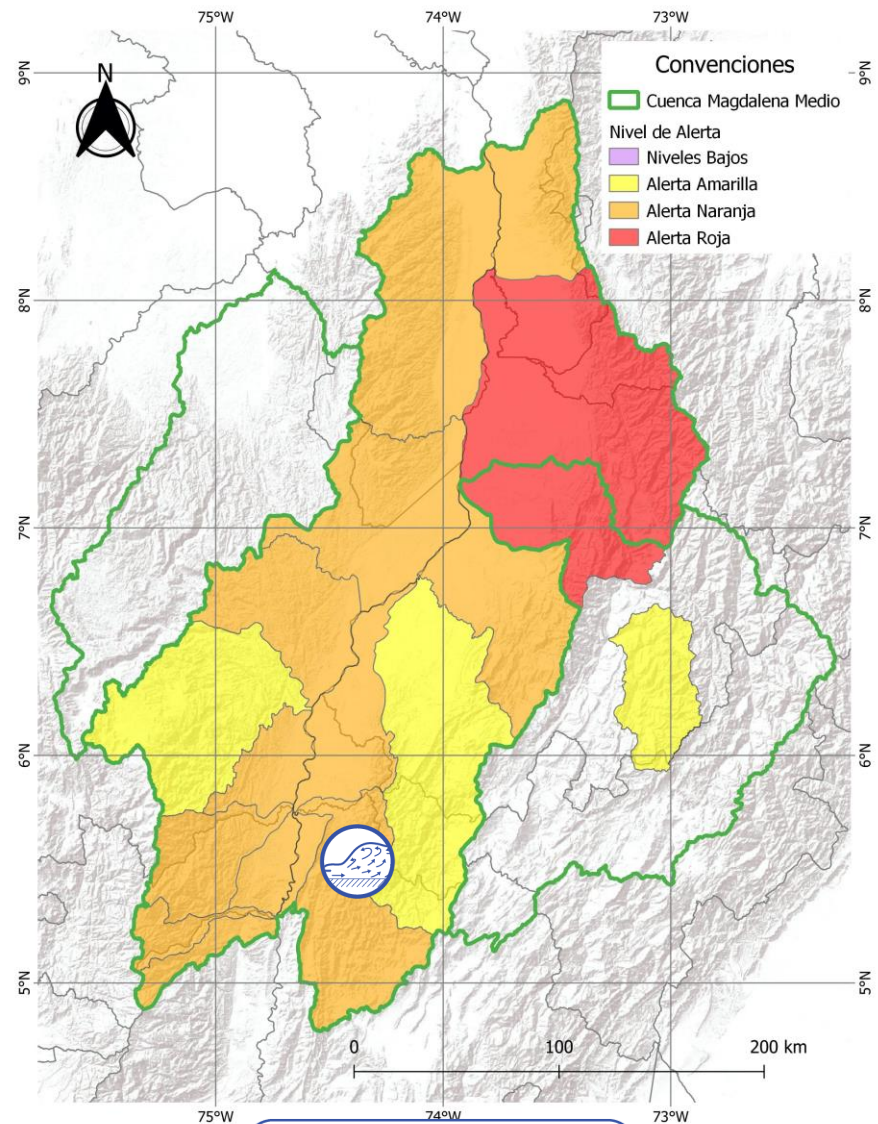 75°W 74°W 73°W
N
Convenciones
Cuenca Magdalena Medio
Nivel de Alerta
Niveles Bajos
Alerta Amarilla
Alerta Naranja
Alerta Roja
9°N 9°N
8°N 8°N
7°N 7°N
6°N 6°N
5°N 5°N
0 100 200 km
75°W 74°W 73°W